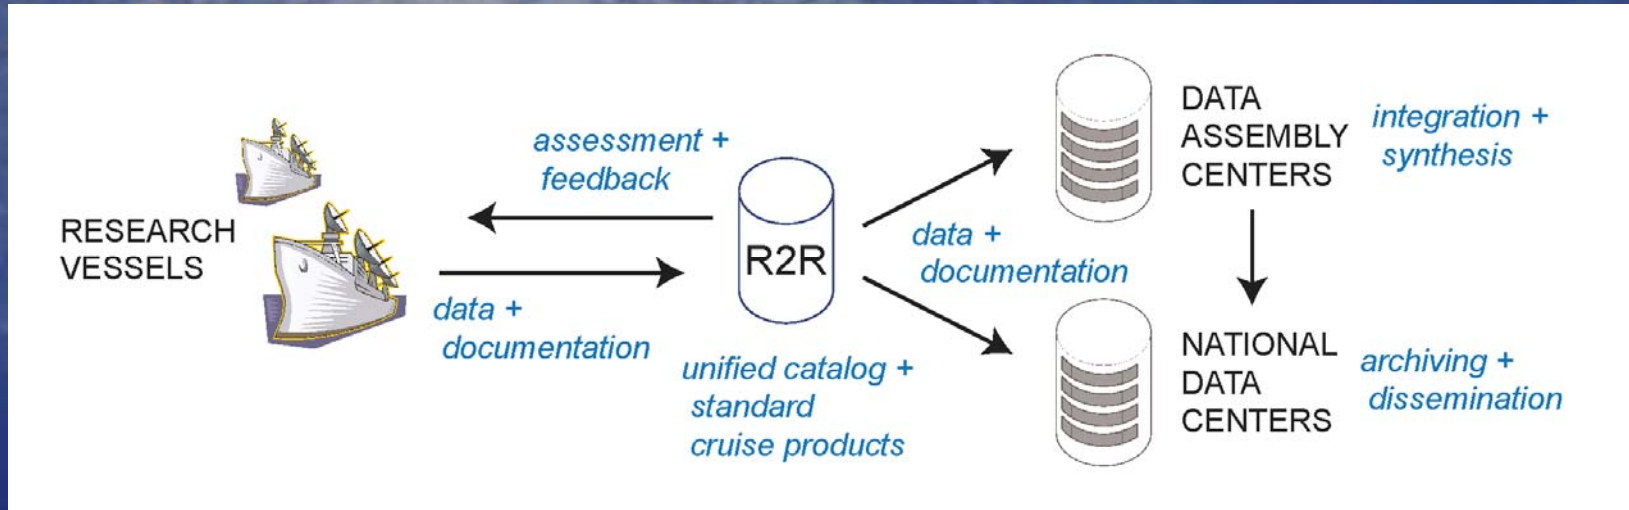 RESEARCH
VESSELS
assessment +
feedback
data +
documentation
R2R
unified catalog +
standard
cruise products
data +
documentation
DATA
ASSEMBLY
CENTERS
integration +
synthesis
NATIONAL
DATA
CENTERS
archiving +
dissemination